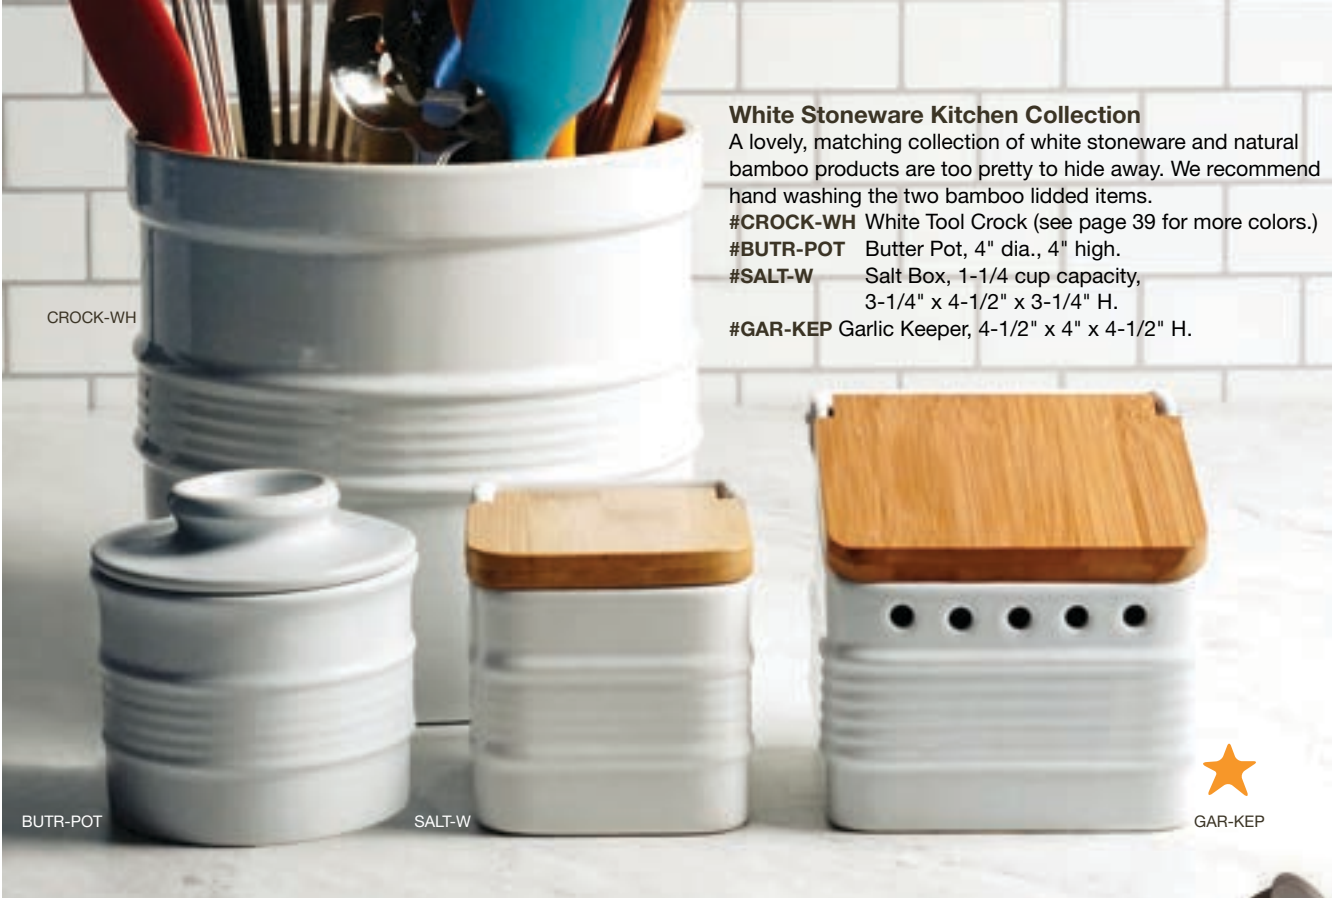 White Stoneware Kitchen Collection
A lovely, matching collection of white stoneware and natural
bamboo products are too pretty to hide away. We recommend
hand washing the two bamboo lidded items.
#CROCK-WH White Tool Crock (see page 39 for more colors.)
#BUTR-POT Butter Pot, 4" dia., 4" high.
#SALT-W Salt Box, 1-1/4 cup capacity,
3-1/4" x 4-1/2" x 3-1/4" H.
#GAR-KEP Garlic Keeper, 4-1/2" x 4" x 4-1/2" H.
CROCK-WH
BUTR-POT
SALT-W
GAR-KEP